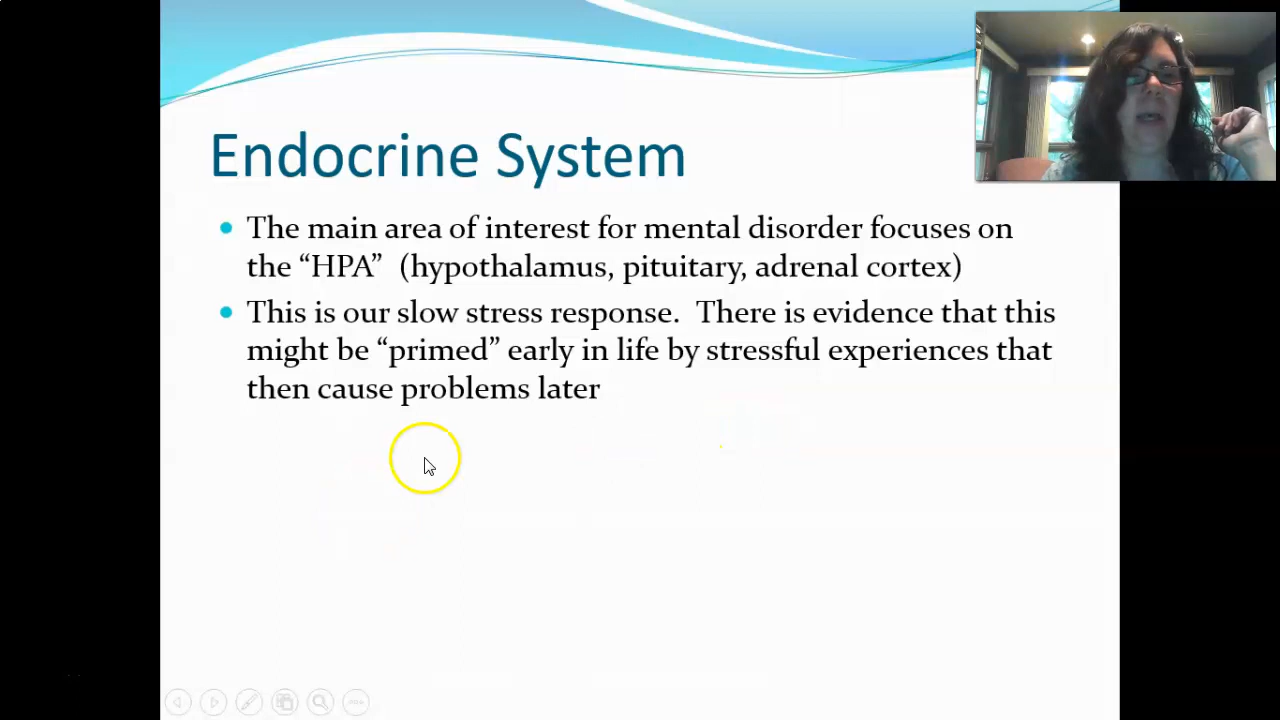 Endocrine System
The main area of interest for mental disorder focuses on
the “HPA”  (hypothalamus, pituitary, adrenal cortex)
This is our slow stress response.  There is evidence that this
might be “primed” early in life by stressful experiences that
then cause problems later